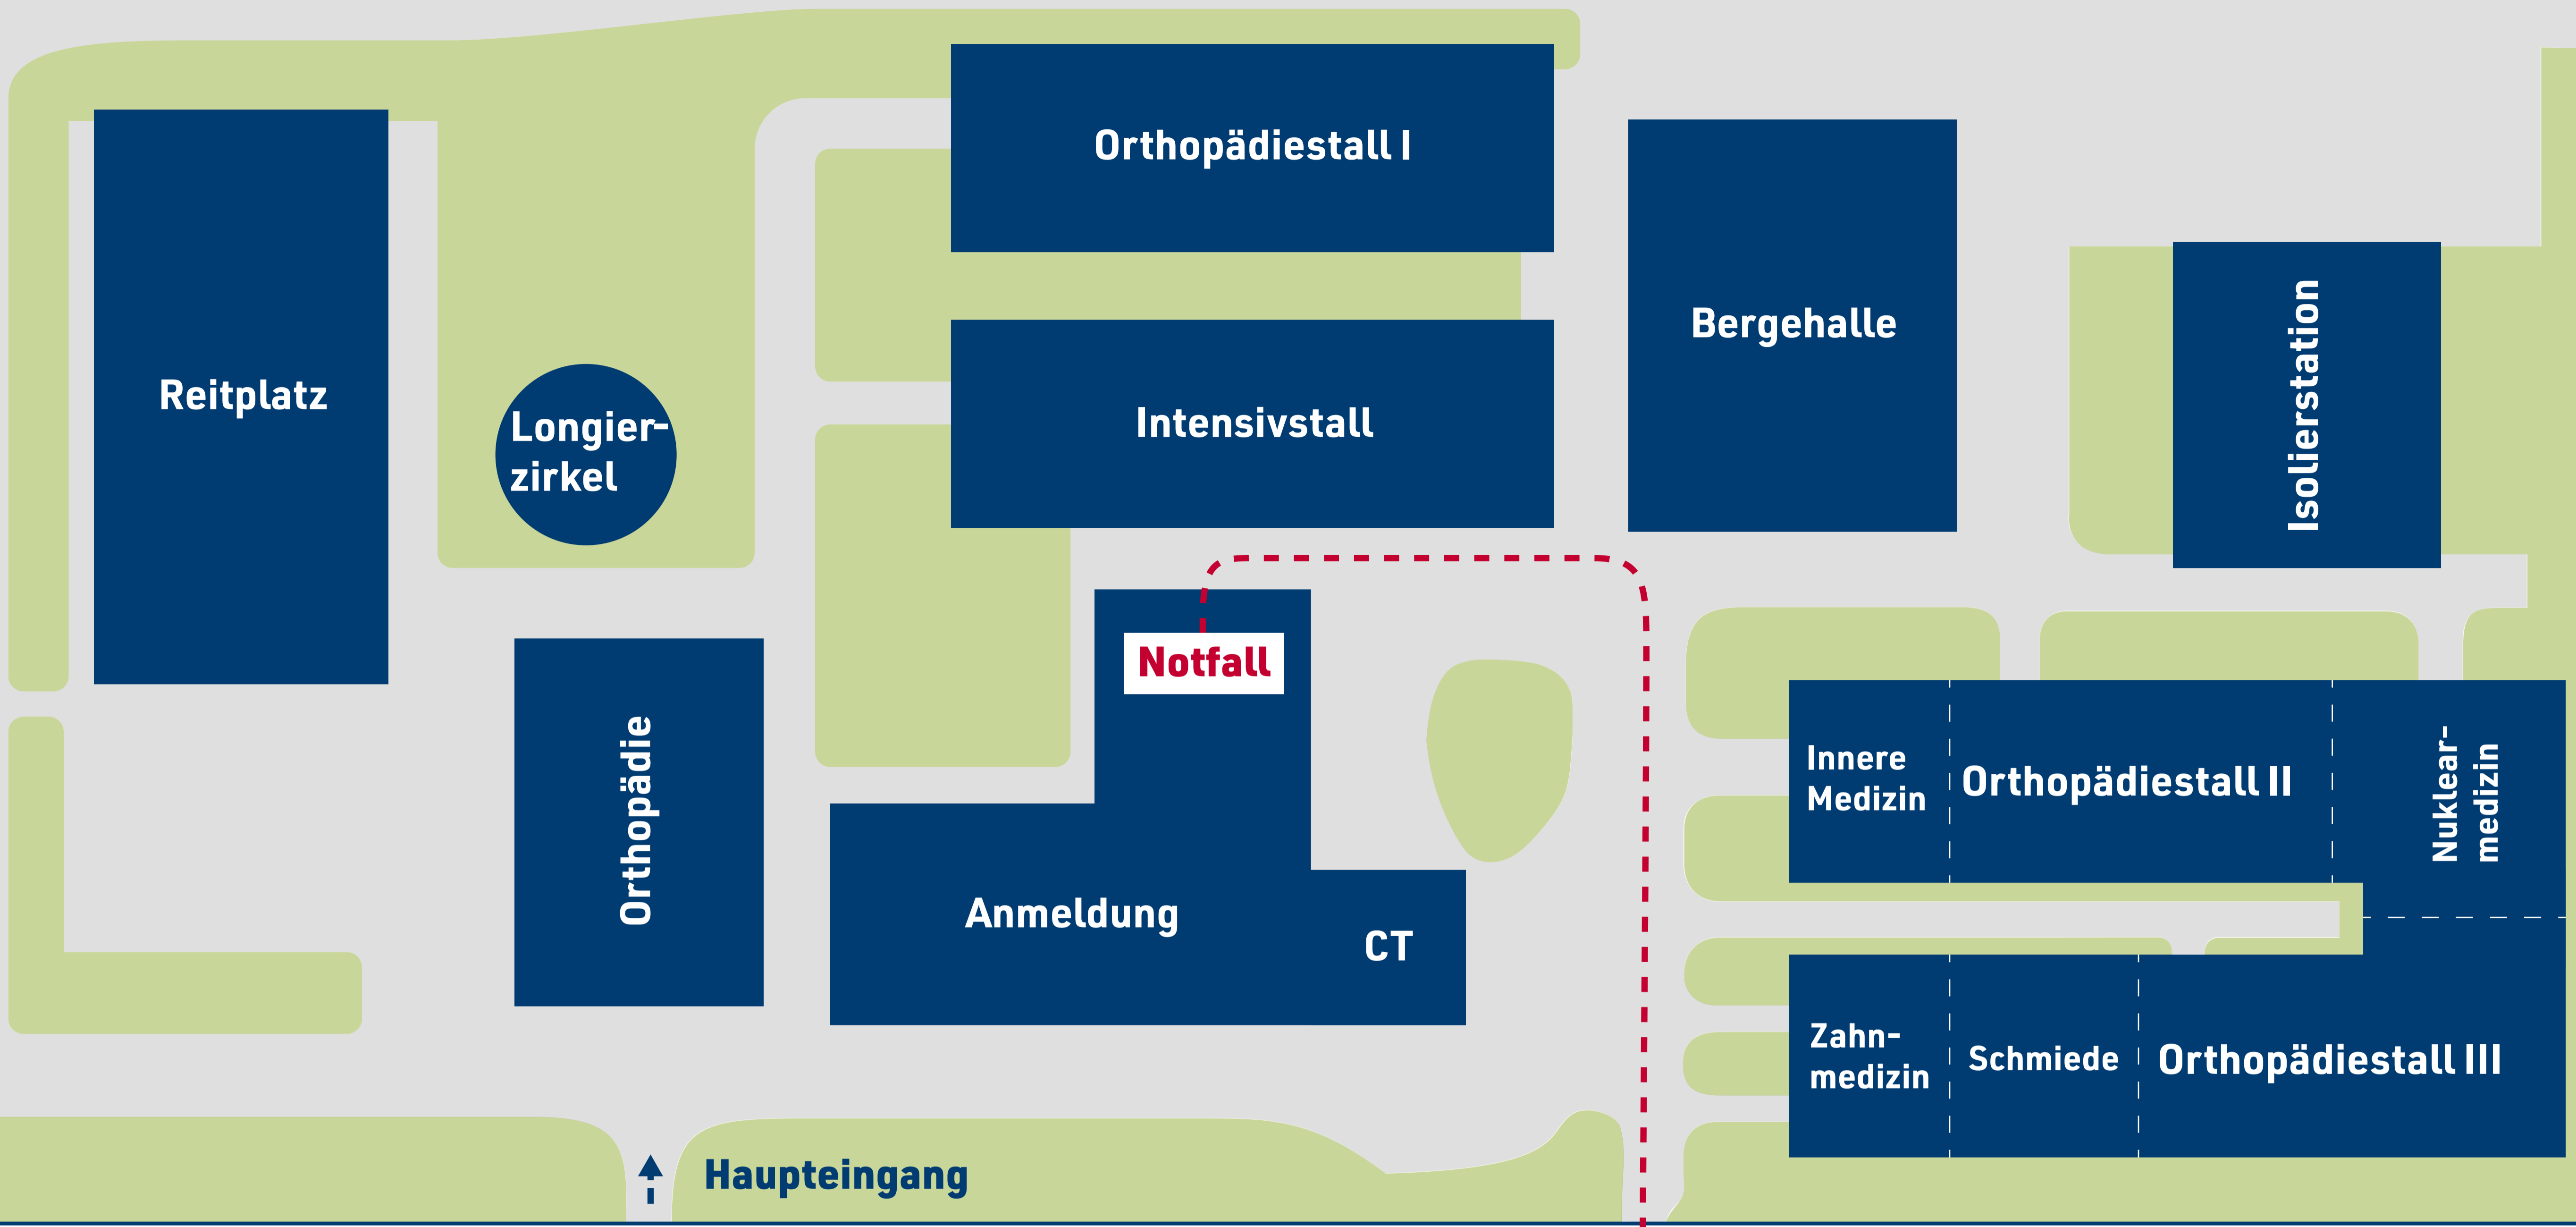 Orthopädiestall I
Bergehalle
Isolierstation
Reitplatz
Longier-
zirkel
Intensivstall
Notfall
Orthopädie
Anmeldung
CT
Innere
Medizin
Orthopädiestall II
Nuklear-
medizin
Zahn-
medizin
Schmiede
Orthopädiestall III
Haupteingang